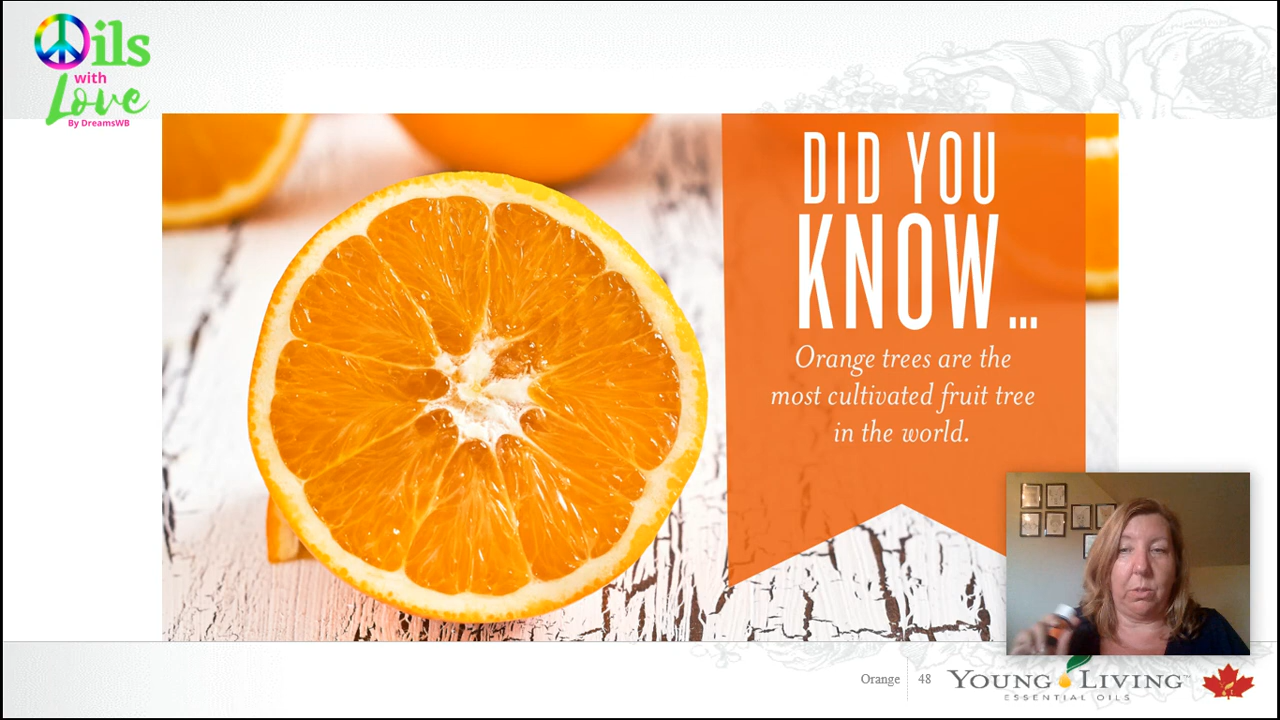 Oils
with
Love
By DreamsWB
DID YOU
KNOW...
Orange trees are the
most cultivated fruit tree
in the world.
Orange 48
YOUNG LIVING
ESSENTIAL OILS